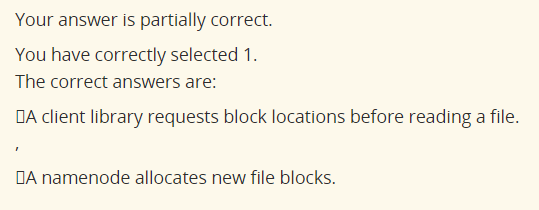 Your answer is partially correct.
You have correctly selected 1.
The correct answers are:
▯A client library requests block locations before reading a file.
,
▯A namenode allocates new file blocks.